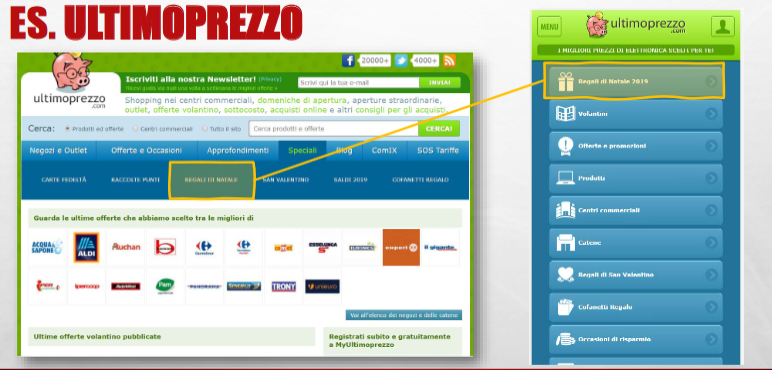 ES. ULTIMOPREZZO
20000+
4000+
ultimoprezzo
.com
Iscriviti alla nostra Newsletter! (Privacy)
Scrivi qui la tua e-mail
INVIA!
Shopping nei centri commerciali, domeniche di apertura, aperture straordinarie,
outlet, offerte volantino, sottocosto, acquisti online e altri consigli per gli acquisti.
Cerca:
Prodotti ed offerte
Centri commerciali
Tutto il sito
Cerca prodotti e offerte
CERCA!
Negozi e Outlet
Offerte e Occasioni
Approfondimenti
Speciali
Blog
ComIX
SOS Tariffe
CARTE FEDELTÀ
RACCOLTE PUNTI
REGALI DI NATALE
SAN VALENTINO
SALDI 2019
COFANETTI REGALO
Guarda le ultime offerte che abbiamo scelto tra le migliori di
ACQUA&
SAPONE
ALDI
Auchan
Carrefour
ESSELUNGA
expert
il gigante
Ipercoop
Pam
TRONY
unieuro
Vai all'elenco dei negozi e delle catene
Ultime offerte volantino pubblicate
Registrati subito e gratuitamente
a MyUltimoprezzo
MENU
ultimoprezzo
.com
I MIGLIORI PREZZI DI ELETTRONICA SCELTI PER TE!
Regali di Natale 2019
Volantini
Offerte e promozioni
Prodotti
Centri commerciali
Catene
Regali di San Valentino
Cofanetti Regalo
Occasioni di risparmio